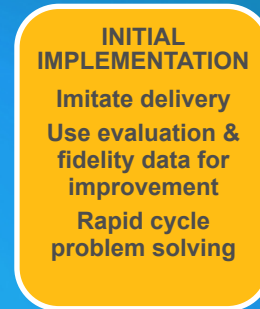 INITIAL
IMPLEMENTATION
Imitate delivery
Use evaluation &
fidelity data for
improvement
Rapid cycle
problem solving